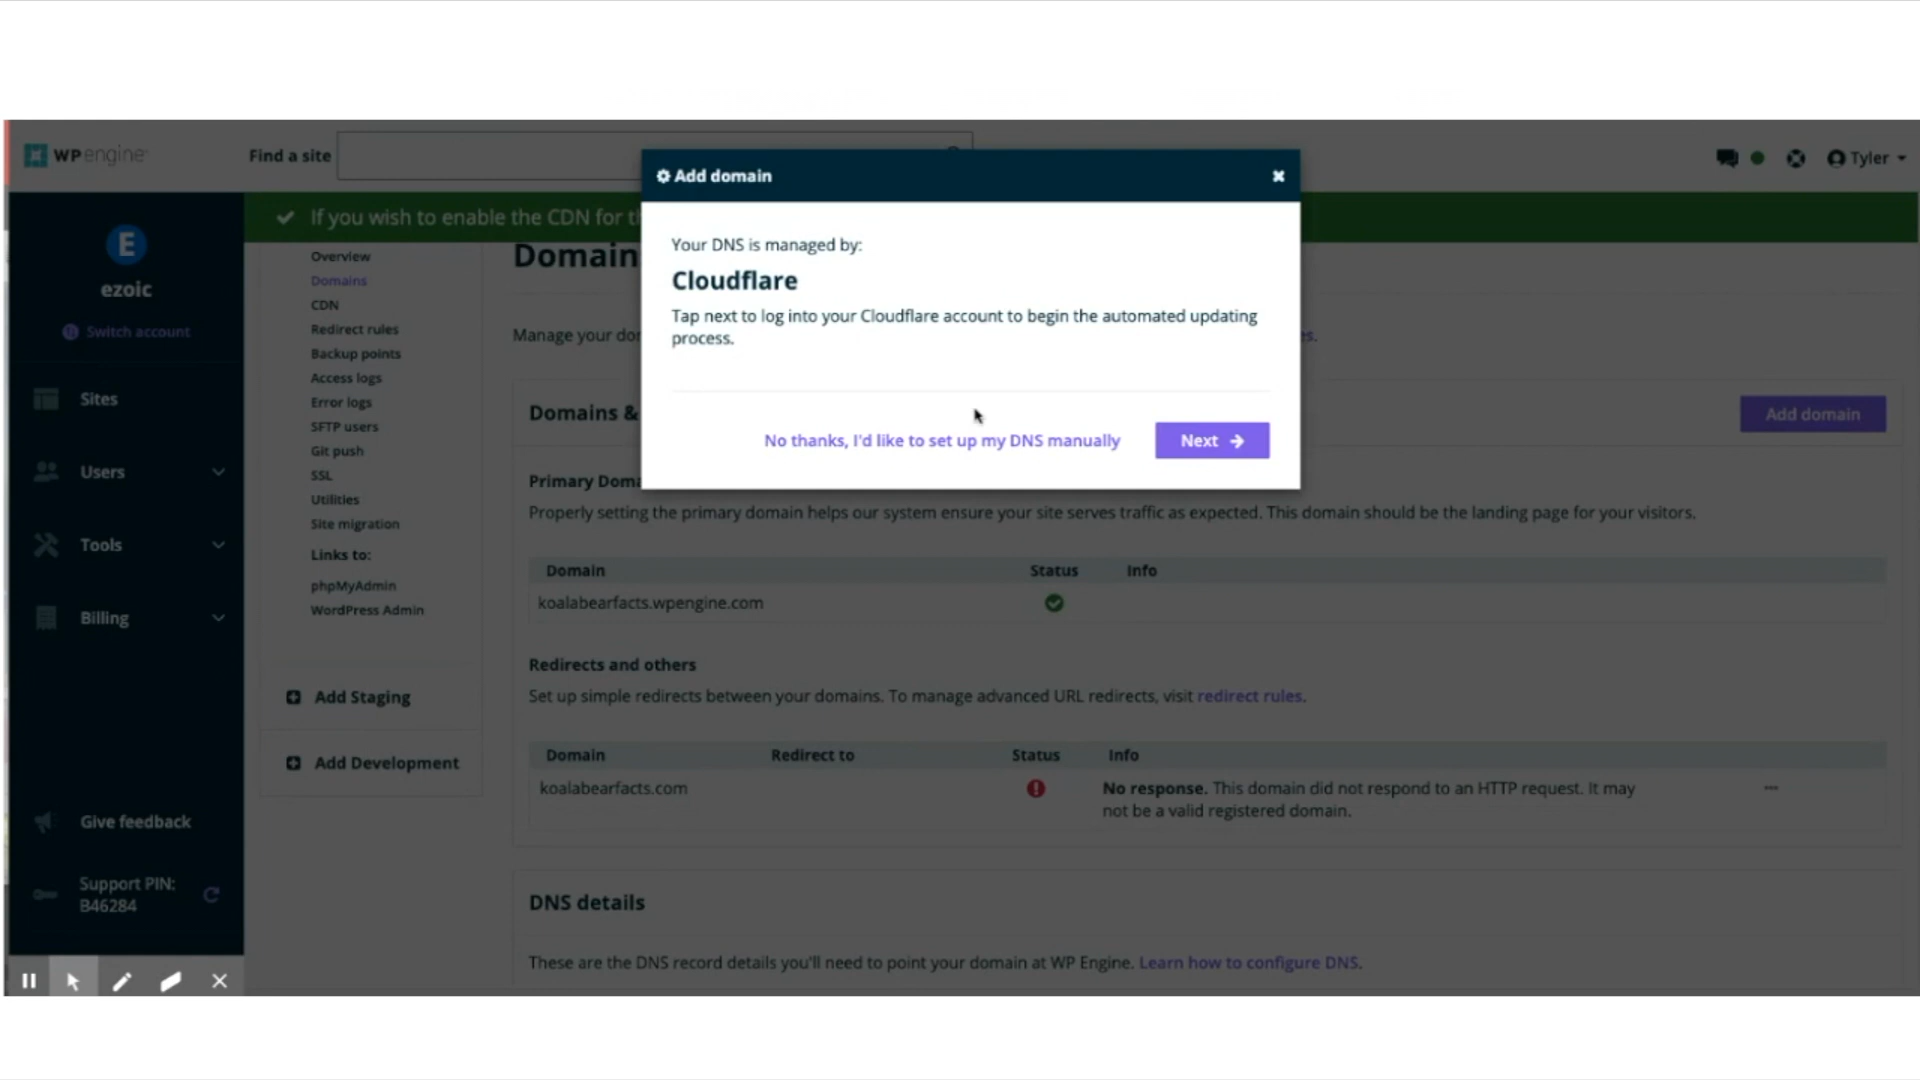 WPengine
Find a site
Tyler
Add domain
If you wish to enable the CDN for
E
ezoic
Switch account
Sites
Users
Tools
Billing
Give feedback
Support PIN:
B46284
Overview
Domains
CDN
Redirect rules
Backup points
Access logs
Error logs
SFTP users
Git push
SSL
Utilities
Site migration
Links to:
phpMyAdmin
WordPress Admin
Add Staging
Add Development
Your DNS is managed by:
Cloudflare
Tap next to log into your Cloudflare account to begin the automated updating
process.
No thanks, I'd like to set up my DNS manually
Next
Domain
Manage your
Domains &
Add domain
Primary
Properly setting the primary domain helps our system ensure your site serves traffic as expected. This domain should be the landing page for your visitors.
Domain Status Info
koalabearfacts.wpengine.com
Redirects and others
Set up simple redirects between your domains. To manage advanced URL redirects, visit redirect rules.
Domain Redirect to Status Info
koalabearfacts.com No response. This domain did not respond to an HTTP request. It may
not be a valid registered domain.
DNS details
These are the DNS record details you'll need to point your domain at WP Engine. Learn how to configure DNS.